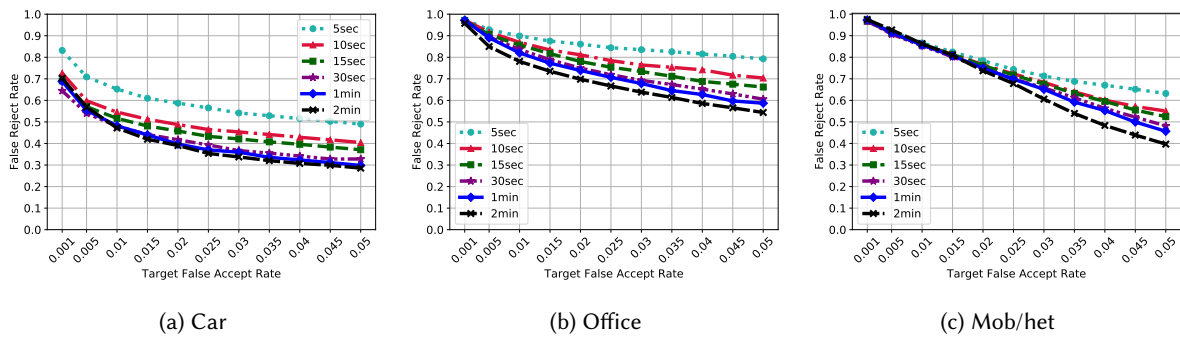 False Reject Rate
1.0
0.9
0.8
0.7
0.6
0.5
0.4
0.3
0.2
0.1
0.0
5sec
10sec
15sec
30sec
1min
2min
0.001
0.005
0.01
0.015
0.02
0.025
0.03
0.035
0.04
0.045
0.05
Target False Accept Rate
(a) Car
False Reject Rate
1.0
0.9
0.8
0.7
0.6
0.5
0.4
0.3
0.2
0.1
0.0
5sec
10sec
15sec
30sec
1min
2min
0.001
0.005
0.01
0.015
0.02
0.025
0.03
0.035
0.04
0.045
0.05
Target False Accept Rate
(b) Office
False Reject Rate
1.0
0.9
0.8
0.7
0.6
0.5
0.4
0.3
0.2
0.1
0.0
5sec
10sec
15sec
30sec
1min
2min
0.001
0.005
0.01
0.015
0.02
0.025
0.03
0.035
0.04
0.045
0.05
Target False Accept Rate
(c) Mob/het